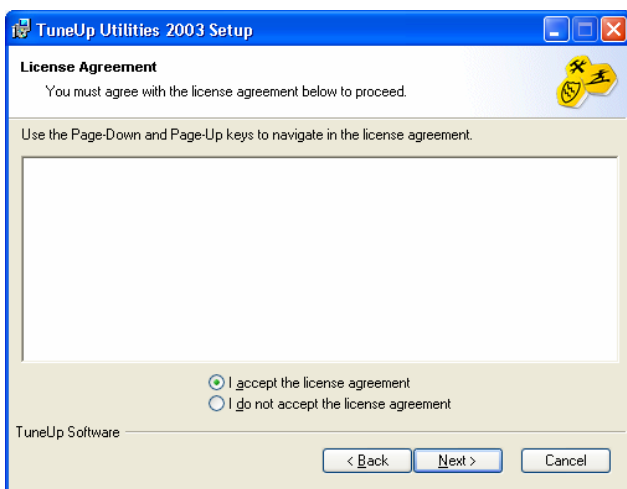 TuneUp Utilities 2003 Setup
License Agreement
You must agree with the license agreement below to proceed.
Use the Page-Down and Page-Up keys to navigate in the license agreement.
I accept the license agreement
I do not accept the license agreement
TuneUp Software
< Back Next > Cancel